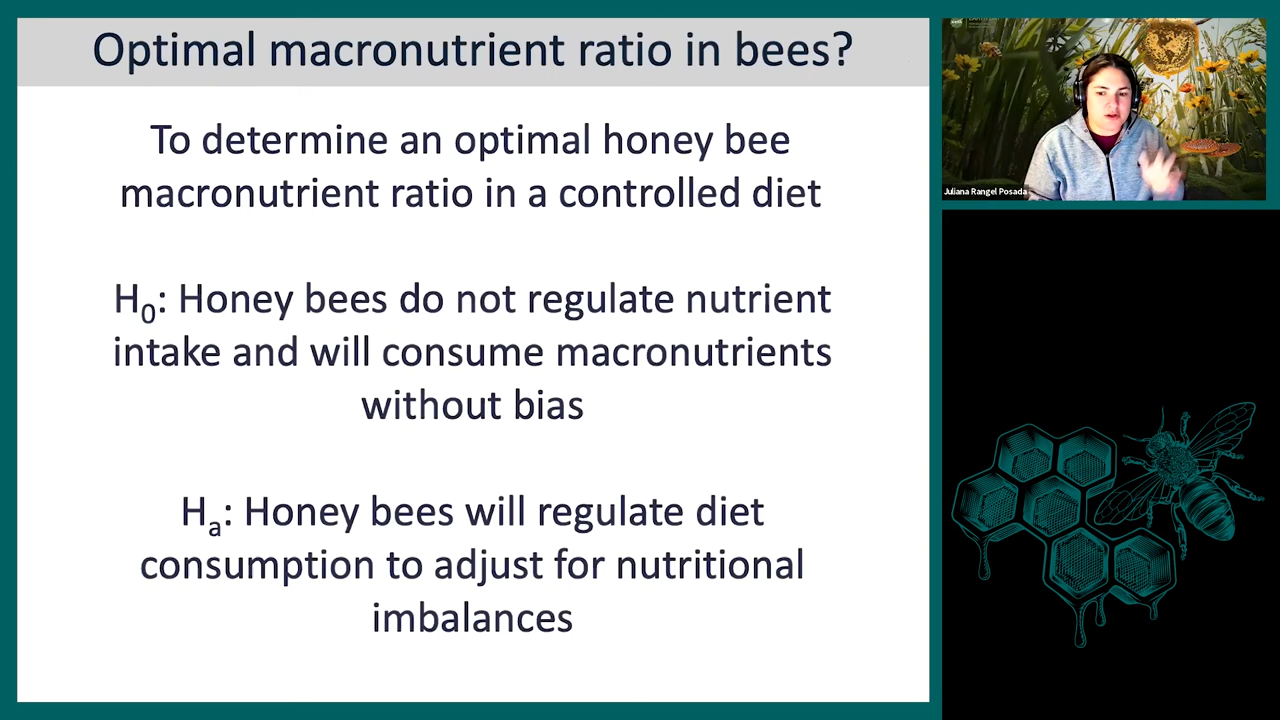 Optimal macronutrient ratio in bees?
To determine an optimal honey bee
macronutrient ratio in a controlled diet
H0: Honey bees do not regulate nutrient
intake and will consume macronutrients
without bias
Ha: Honey bees will regulate diet
consumption to adjust for nutritional
imbalances
Juliana Rangel Posada